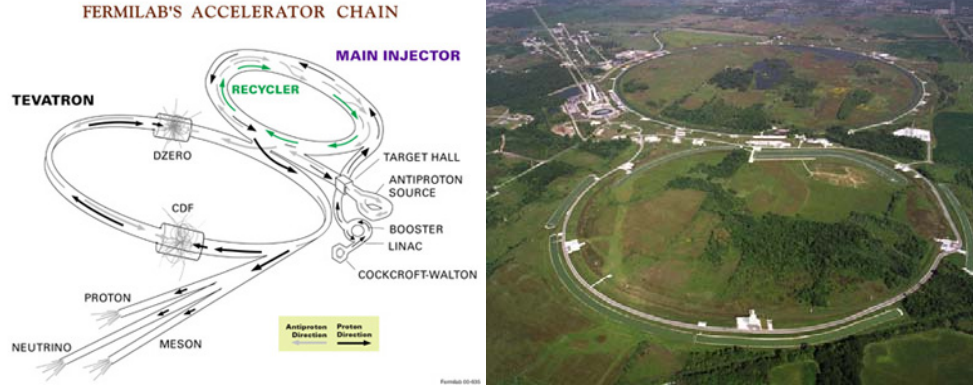 FERMILAB'S ACCELERATOR CHAIN
MAIN INJECTOR
TEVATRON
RECYCLER
DZERO
TARGET HALL
ANTIPROTON
SOURCE
CDF
BOOSTER
LINAC
COCKCROFT-WALTON
PROTON
NEUTRINO
MESON
Antiproton Proton
Direction Direction
Fermilab 00-635